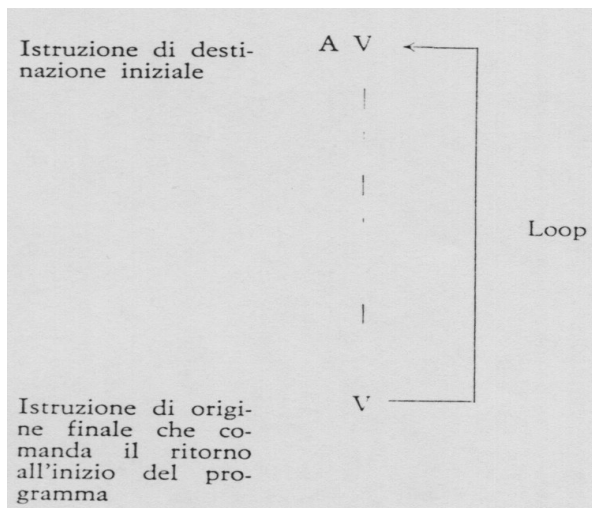 Istruzione di desti-
nazione iniziale
A V
Loop
Istruzione di origi-
ne finale che co-
manda il ritorno
all'inizio del pro-
gramma
V